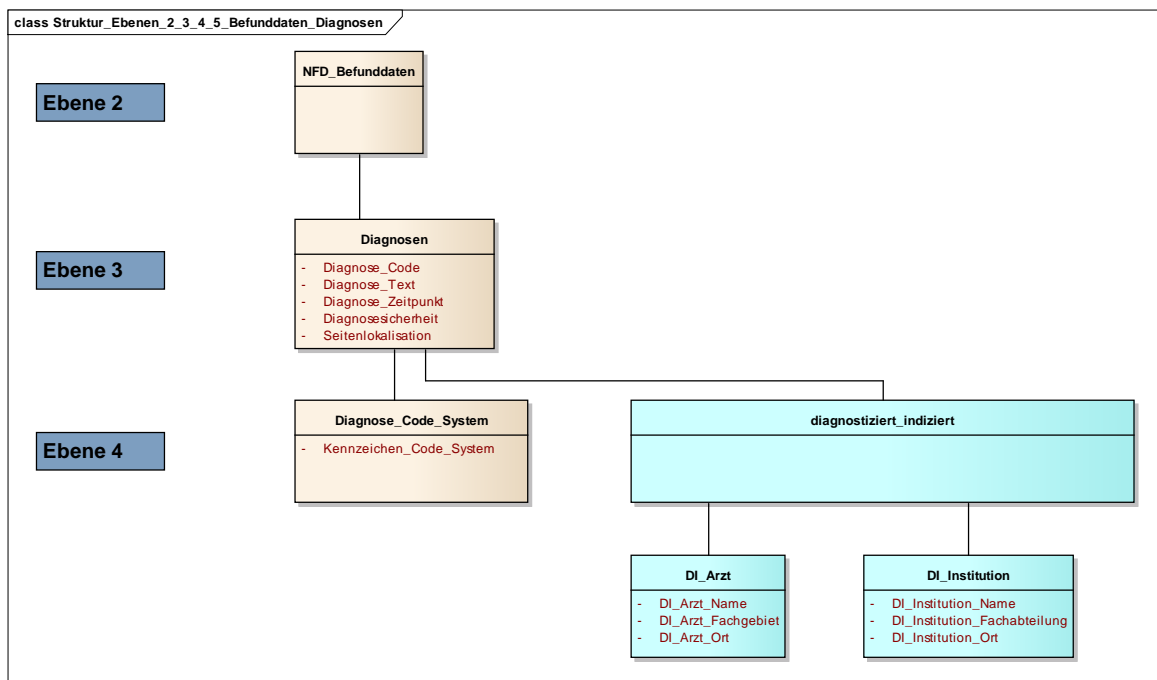 class Struktur_Ebenen_2_3_4_5_Befunddaten_Diagnosen
NFD_Befunddaten
Ebene 2
Diagnosen
- Diagnose_Code
- Diagnose_Text
- Diagnose_Zeitpunkt
- Diagnosesicherheit
- Seitenlokalisation
Ebene 3
Diagnose_Code_System
- Kennzeichen_Code_System
diagnostiziert_indiziert
Ebene 4
DI_Arzt
- DI_Arzt_Name
- DI_Arzt_Fachgebiet
- DI_Arzt_Ort
DI_Institution
- DI_Institution_Name
- DI_Institution_Fachabteilung
- DI_Institution_Ort